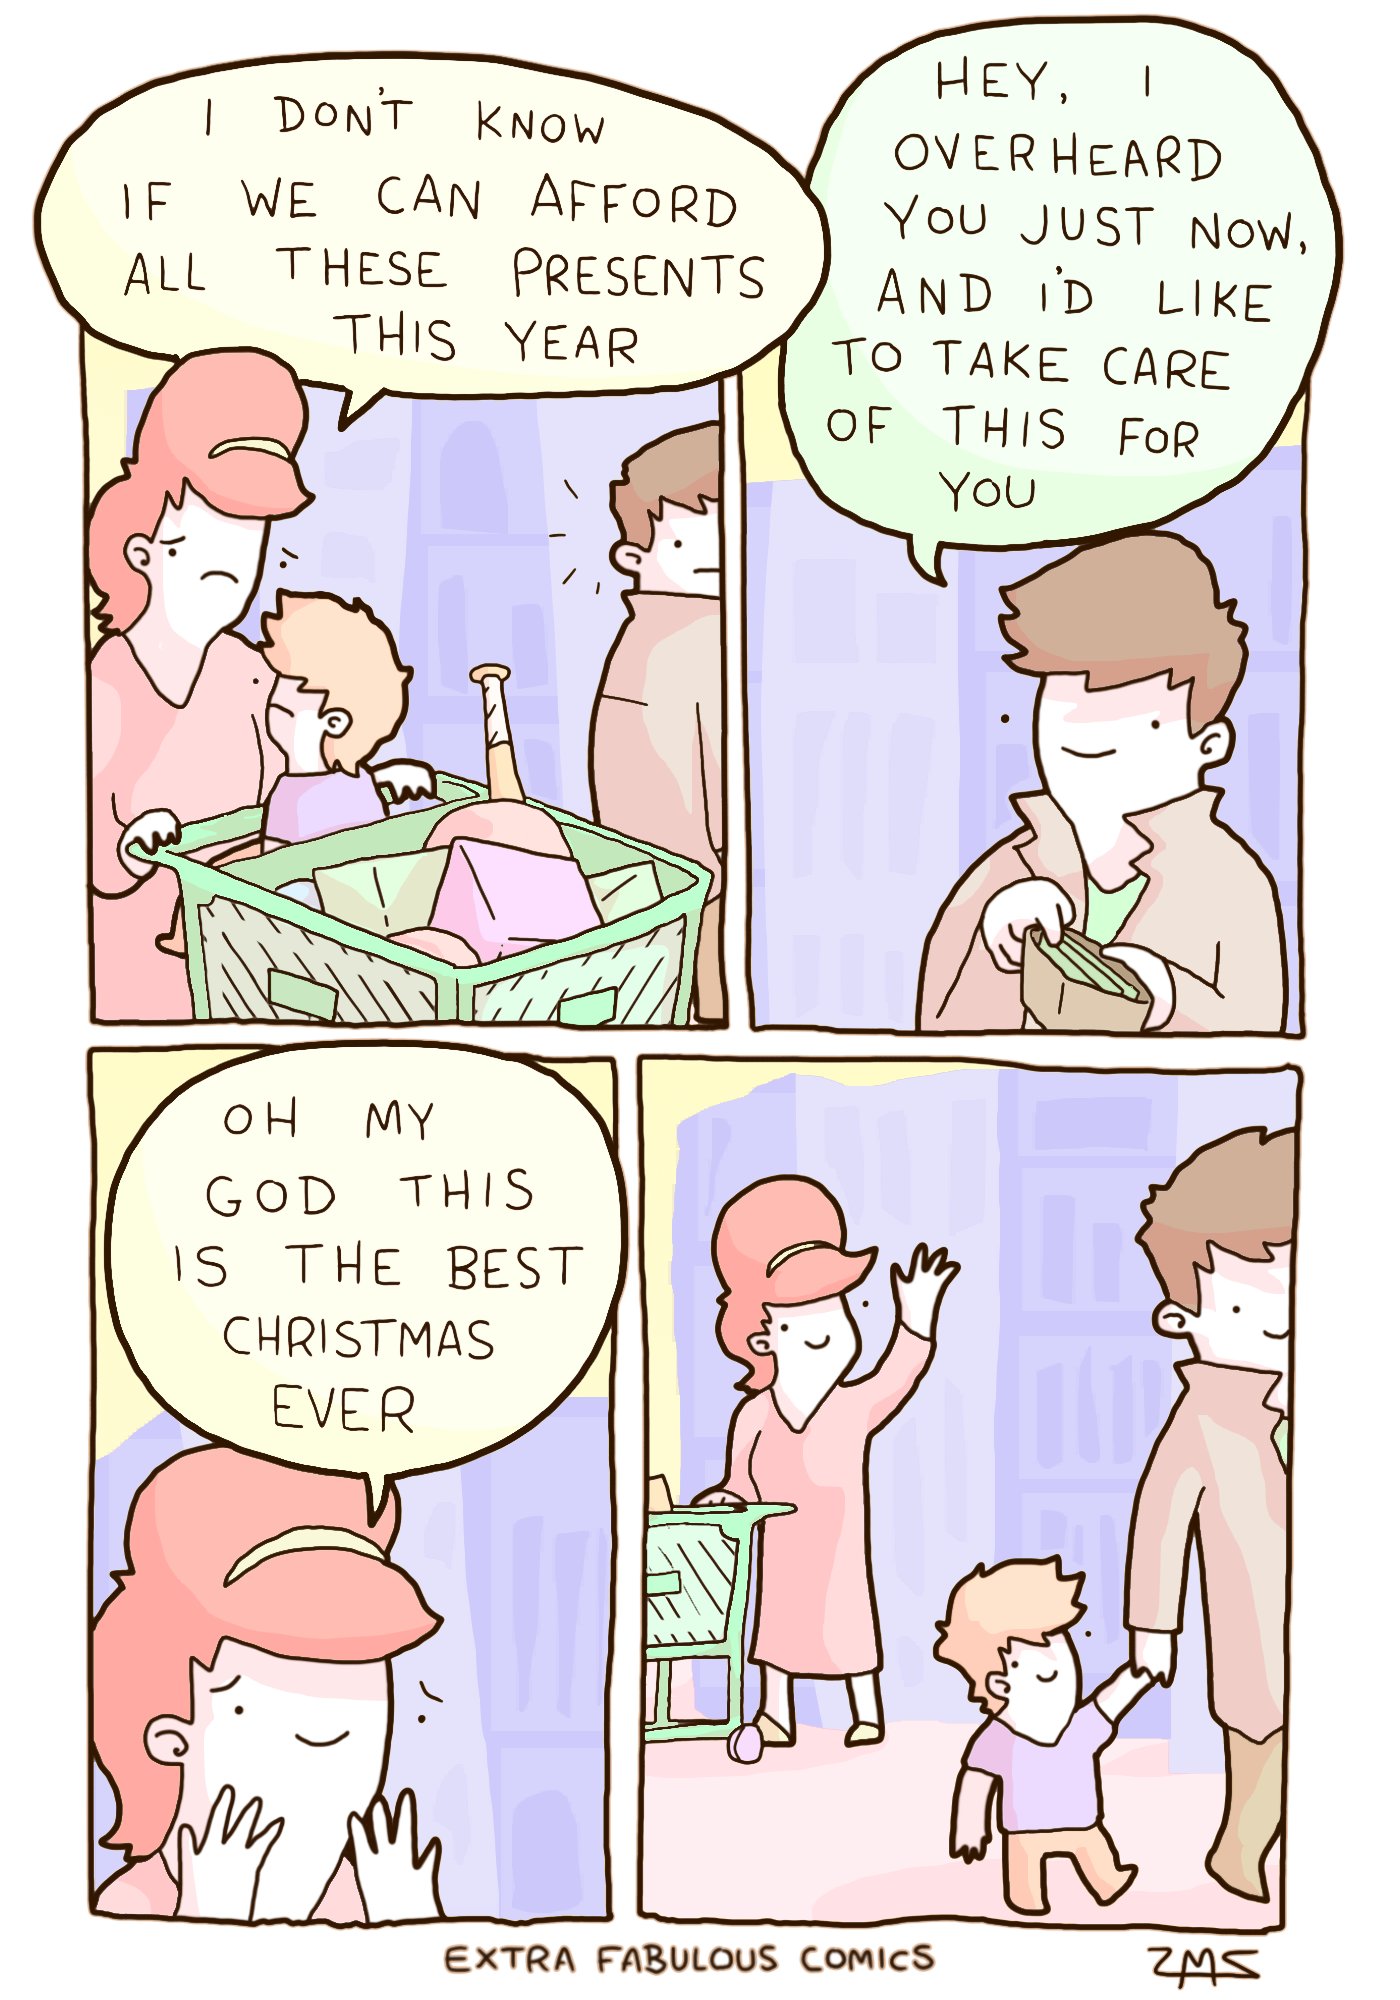 I DON'T KNOW
IF WE CAN AFFORD
ALL THESE PRESENTS
THIS YEAR
HEY, I
OVERHEARD
YOU JUST NOW,
AND I'D LIKE
TO TAKE CARE
OF THIS FOR
YOU
OH MY
GOD THIS
IS THE BEST
CHRISTMAS
EVER
EXTRA FABULOUS COMICS
ZMS